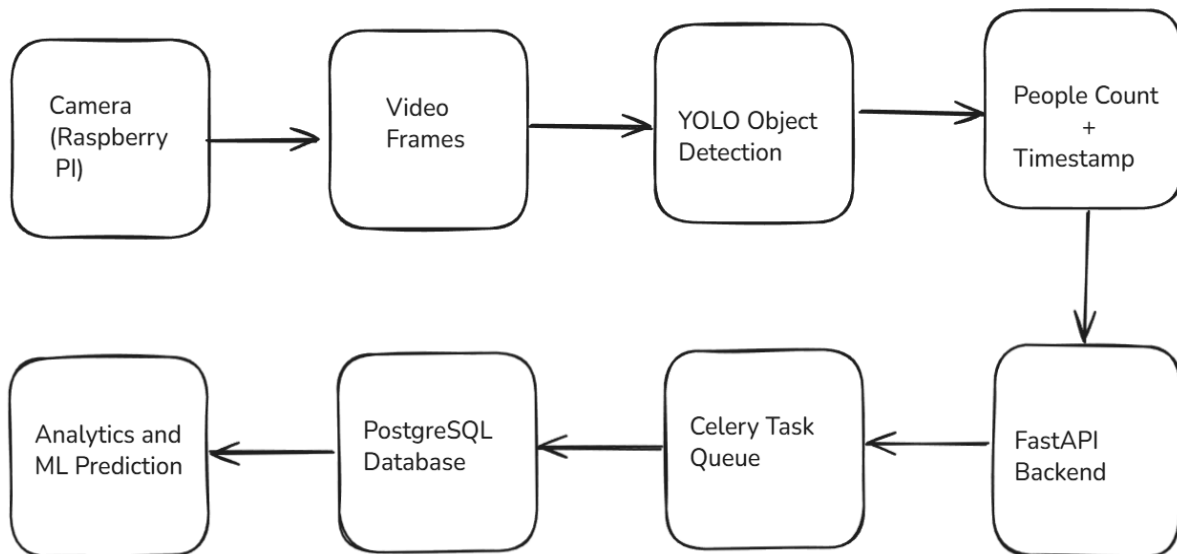 Camera
(Raspberry
PI)
Video
Frames
YOLO Object
Detection
People Count
+
Timestamp
Analytics and
ML Prediction
PostgreSQL
Database
Celery Task
Queue
FastAPI
Backend